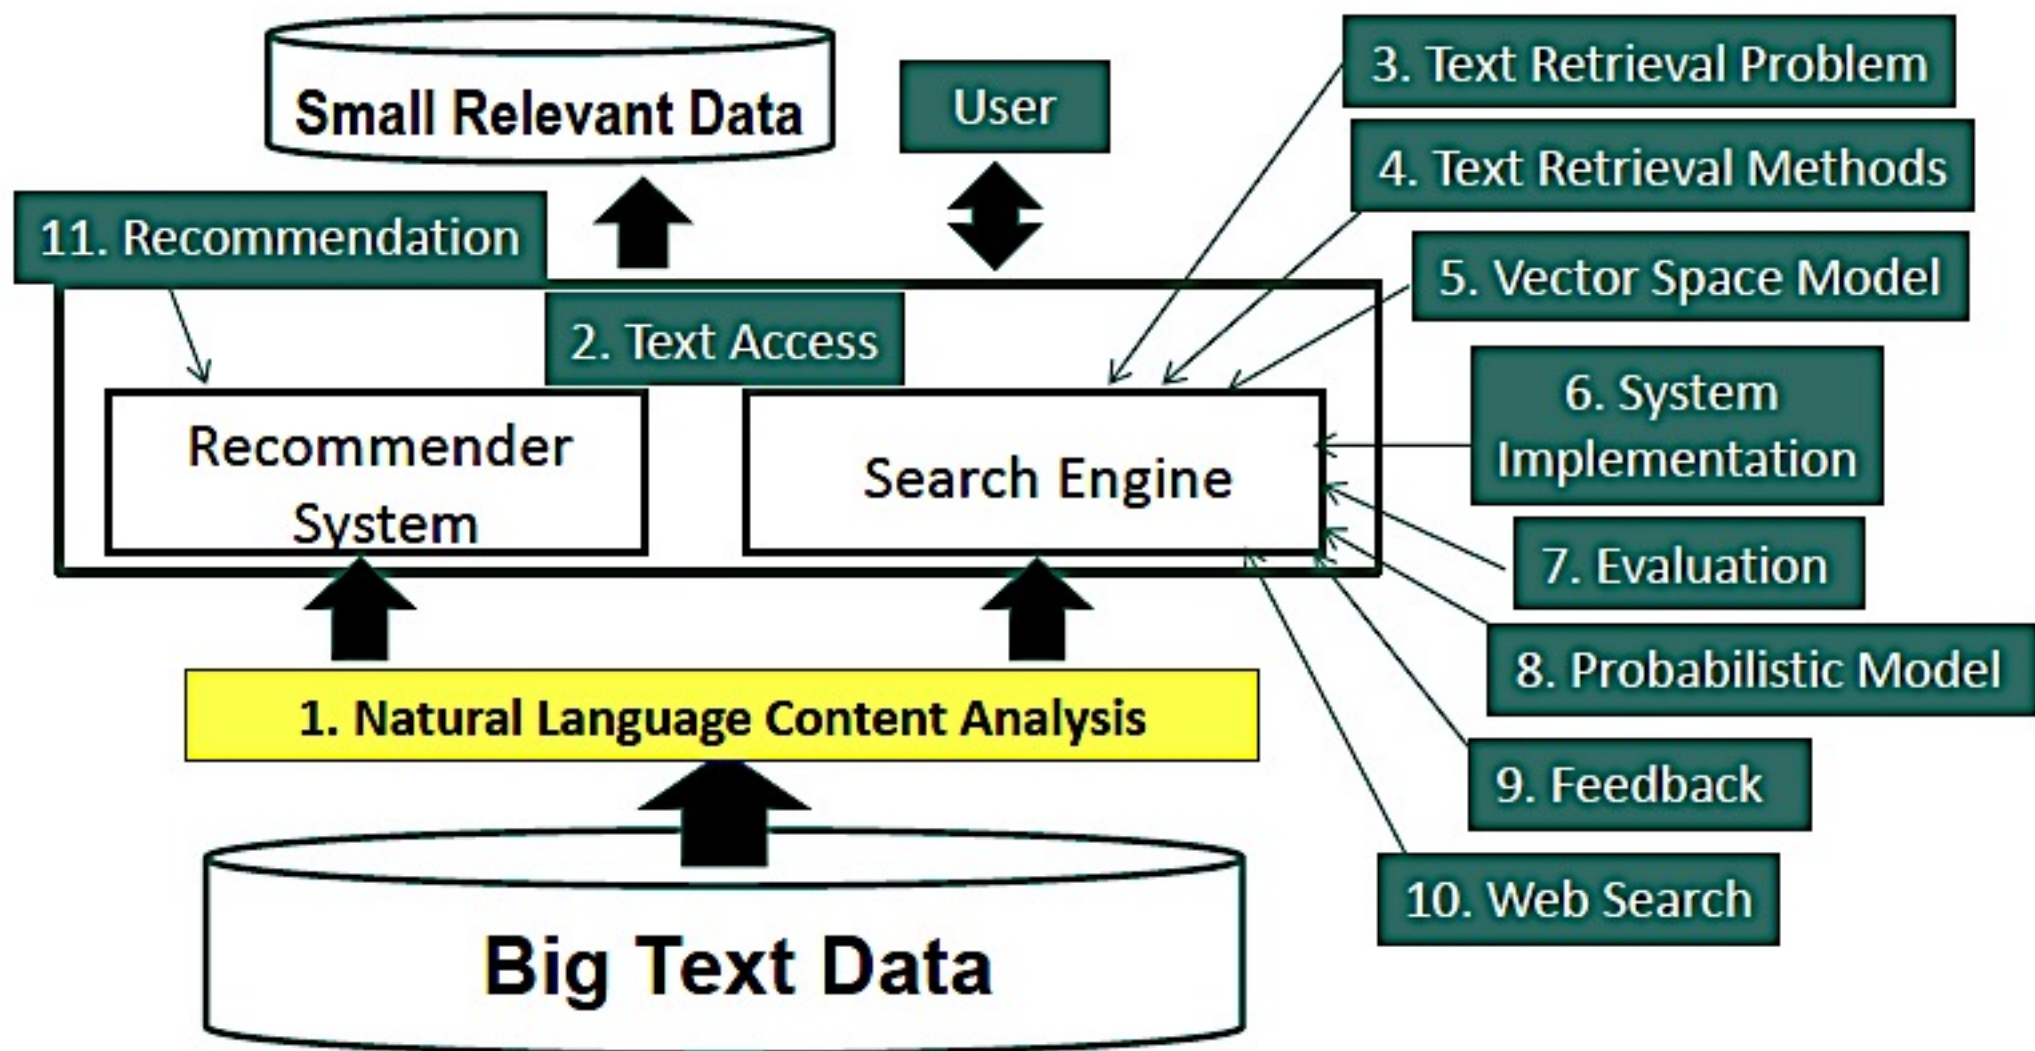 Small Relevant Data
User
3. Text Retrieval Problem
4. Text Retrieval Methods
11. Recommendation
5. Vector Space Model
2. Text Access
6. System
Implementation
Recommender
System
Search Engine
7. Evaluation
8. Probabilistic Model
1. Natural Language Content Analysis
9. Feedback
10. Web Search
Big Text Data